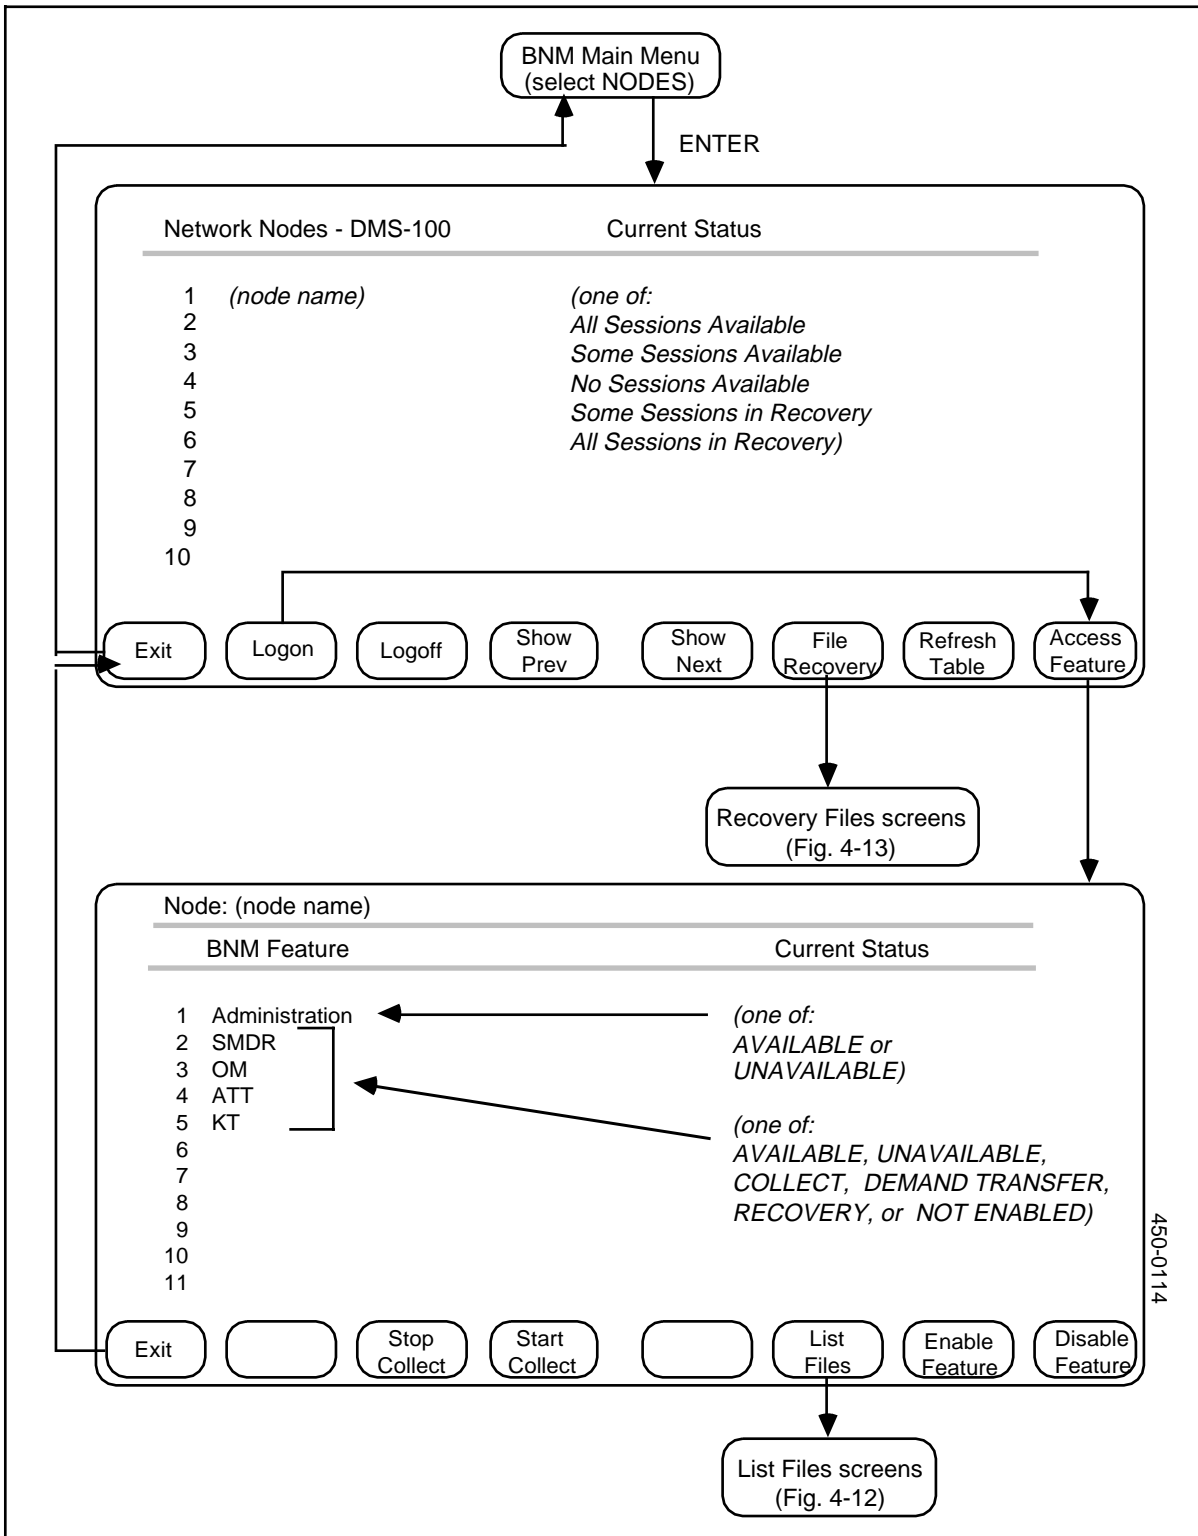 BNM Main Menu
(select NODES)
ENTER
Network Nodes - DMS-100 Current Status
1 (node name) (one of:
2 All Sessions Available
3 Some Sessions Available
4 No Sessions Available
5 Some Sessions in Recovery
6 All Sessions in Recovery)
7
8
9
10
Exit
Logon
Logoff
Show
Prev
Show
Next
File
Recovery
Refresh
Table
Access
Feature
Recovery Files screens
(Fig. 4-13)
Node: (node name)
BNM Feature Current Status
1 Administration (one of:
2 SMDR AVAILABLE or
3 OM UNAVAILABLE)
4 ATT
5 KT (one of:
6 AVAILABLE, UNAVAILABLE,
7 COLLECT, DEMAND TRANSFER,
8 RECOVERY, or NOT ENABLED)
9
10
11
450-0114
Exit
Stop
Collect
Start
Collect
List
Files
Enable
Feature
Disable
Feature
List Files screens
(Fig. 4-12)